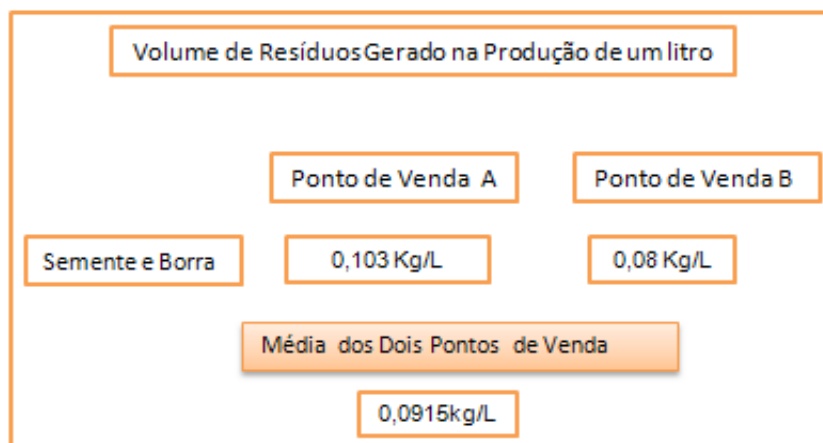 Volume de Resíduos Gerado na Produção de um litro
Ponto de Venda A
Ponto de Venda B
Semente e Borra
0,103 Kg/L
0,08 Kg/L
Média dos Dois Pontos de Venda
0,0915kg/L